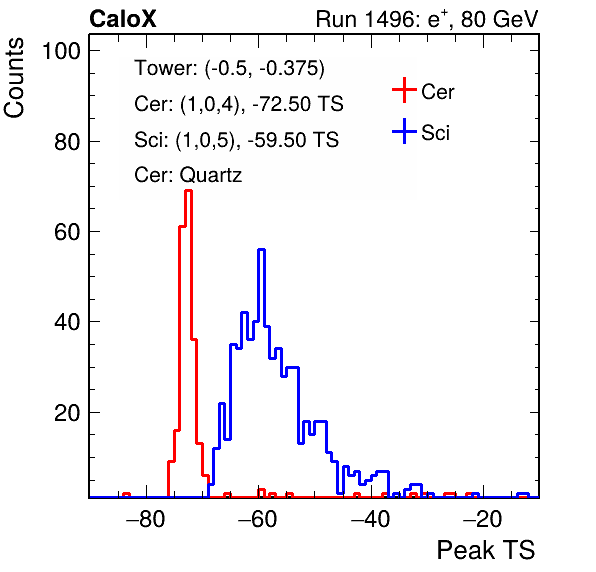 CaloX Run 1496: e⁺, 80 GeV
Counts
100
80
60
40
20
Tower: (-0.5, -0.375)
Cer: (1,0,4), -72.50 TS
Sci: (1,0,5), -59.50 TS
Cer: Quartz
Cer
Sci
−80 −60 −40 −20
Peak TS